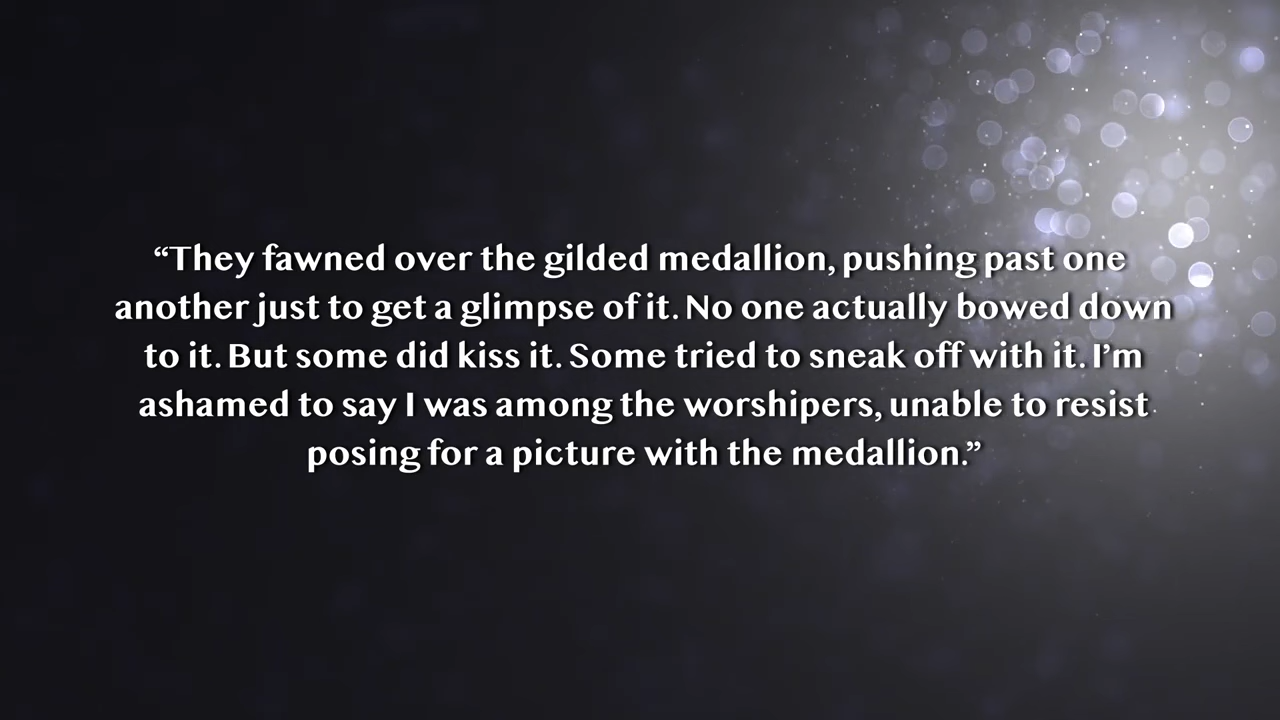 “They fawned over the gilded medallion, pushing past one
another just to get a glimpse of it. No one actually bowed down
to it. But some did kiss it. Some tried to sneak off with it. I’m
ashamed to say I was among the worshipers, unable to resist
posing for a picture with the medallion.”